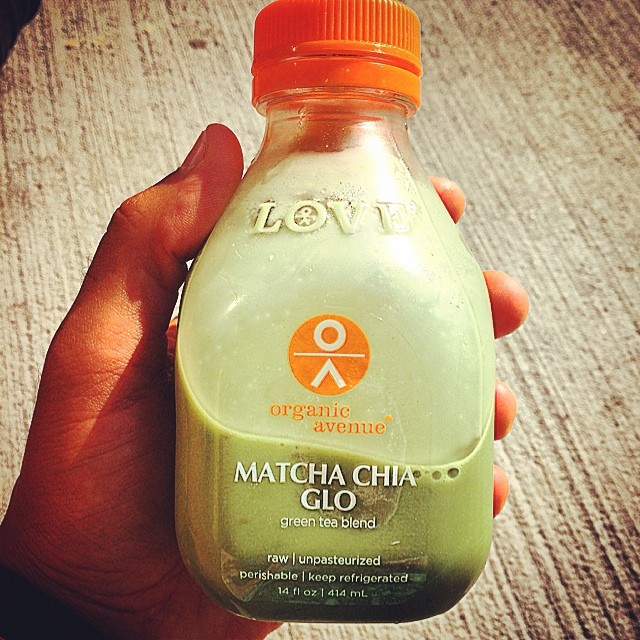 LOVE
organic
avenue
MATCHA CHIA
GLO
green tea blend
raw | unpasteurized
perishable | keep refrigerated
14 fl oz | 414 mL